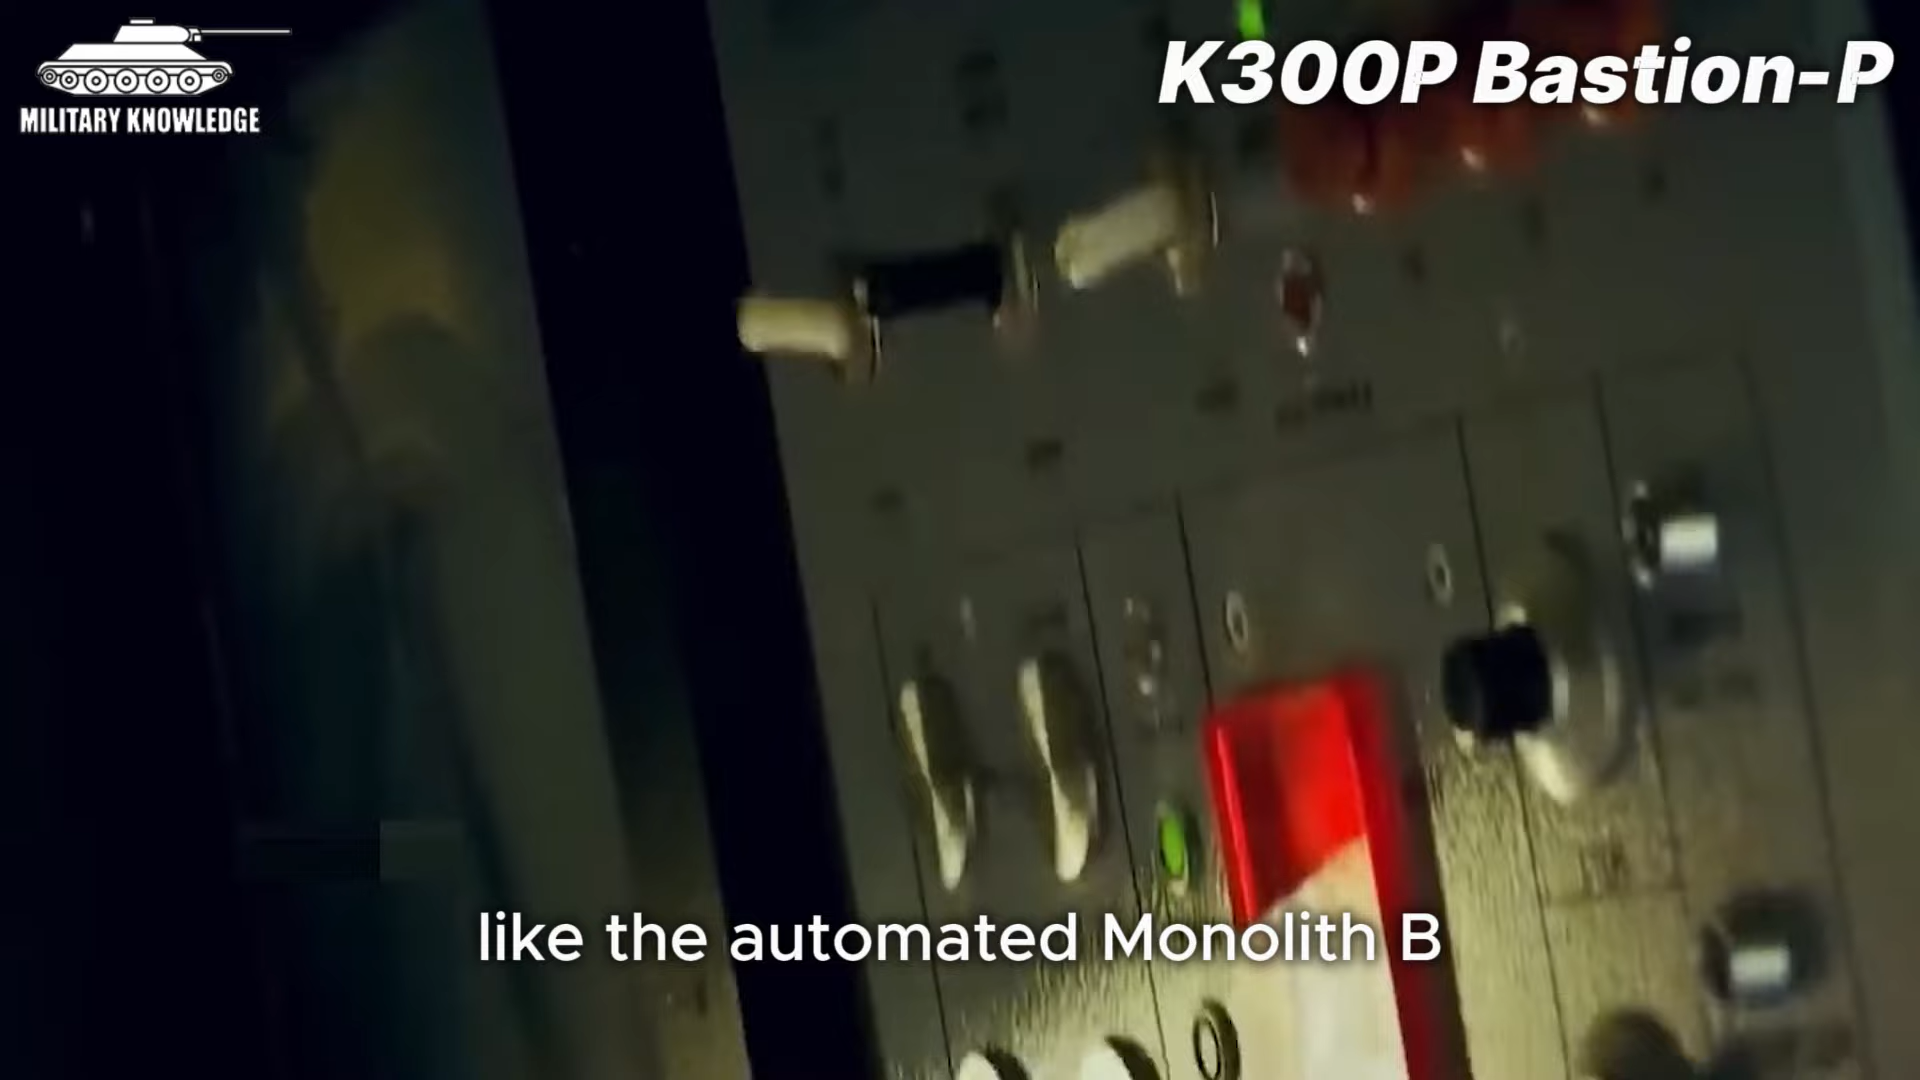 MILITARY KNOWLEDGE
K300P Bastion-P
like the automated Monolith B